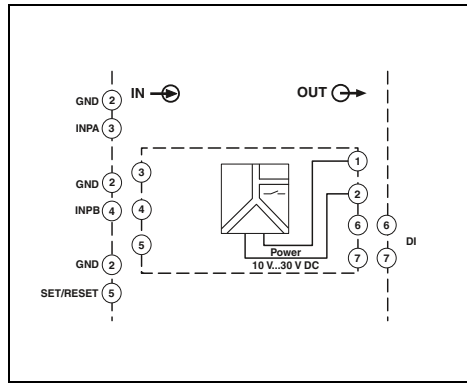 IN
OUT
GND 2
INPA 3
GND 2
INPB 4
GND 2
SET/RESET 5
3
4
5
1
2
6
7
6
7
DI
Power
10 V...30 V DC